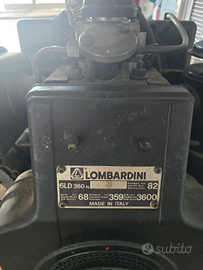 LOMBARDINI
6LD 360 N 82
68 359 3600
MADE IN ITALY
subito